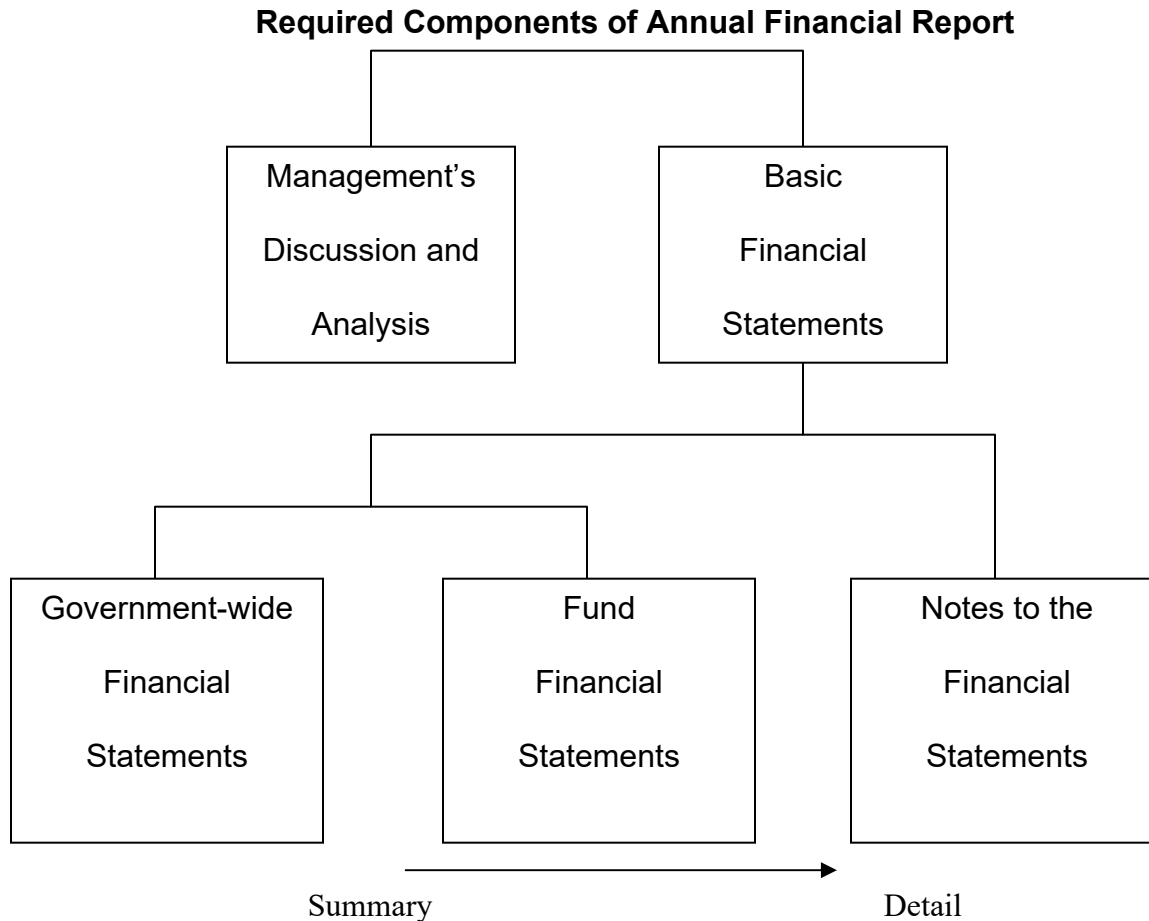 Required Components of Annual Financial Report
Management’s
Discussion and
Analysis
Basic
Financial
Statements
Government-wide
Financial
Statements
Fund
Financial
Statements
Notes to the
Financial
Statements
Summary
Detail